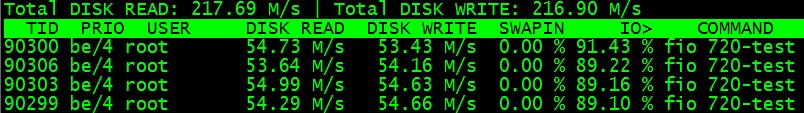 Total DISK READ: 217.69 M/s | Total DISK WRITE: 216.90 M/s
TID PRIO USER DISK READ DISK WRITE SWAPIN IO> COMMAND
90300 be/4 root 54.73 M/s 53.43 M/s 0.00 % 91.43 % fio 720-test
90306 be/4 root 53.64 M/s 54.16 M/s 0.00 % 89.22 % fio 720-test
90303 be/4 root 54.99 M/s 54.63 M/s 0.00 % 89.16 % fio 720-test
90299 be/4 root 54.29 M/s 54.66 M/s 0.00 % 89.10 % fio 720-test